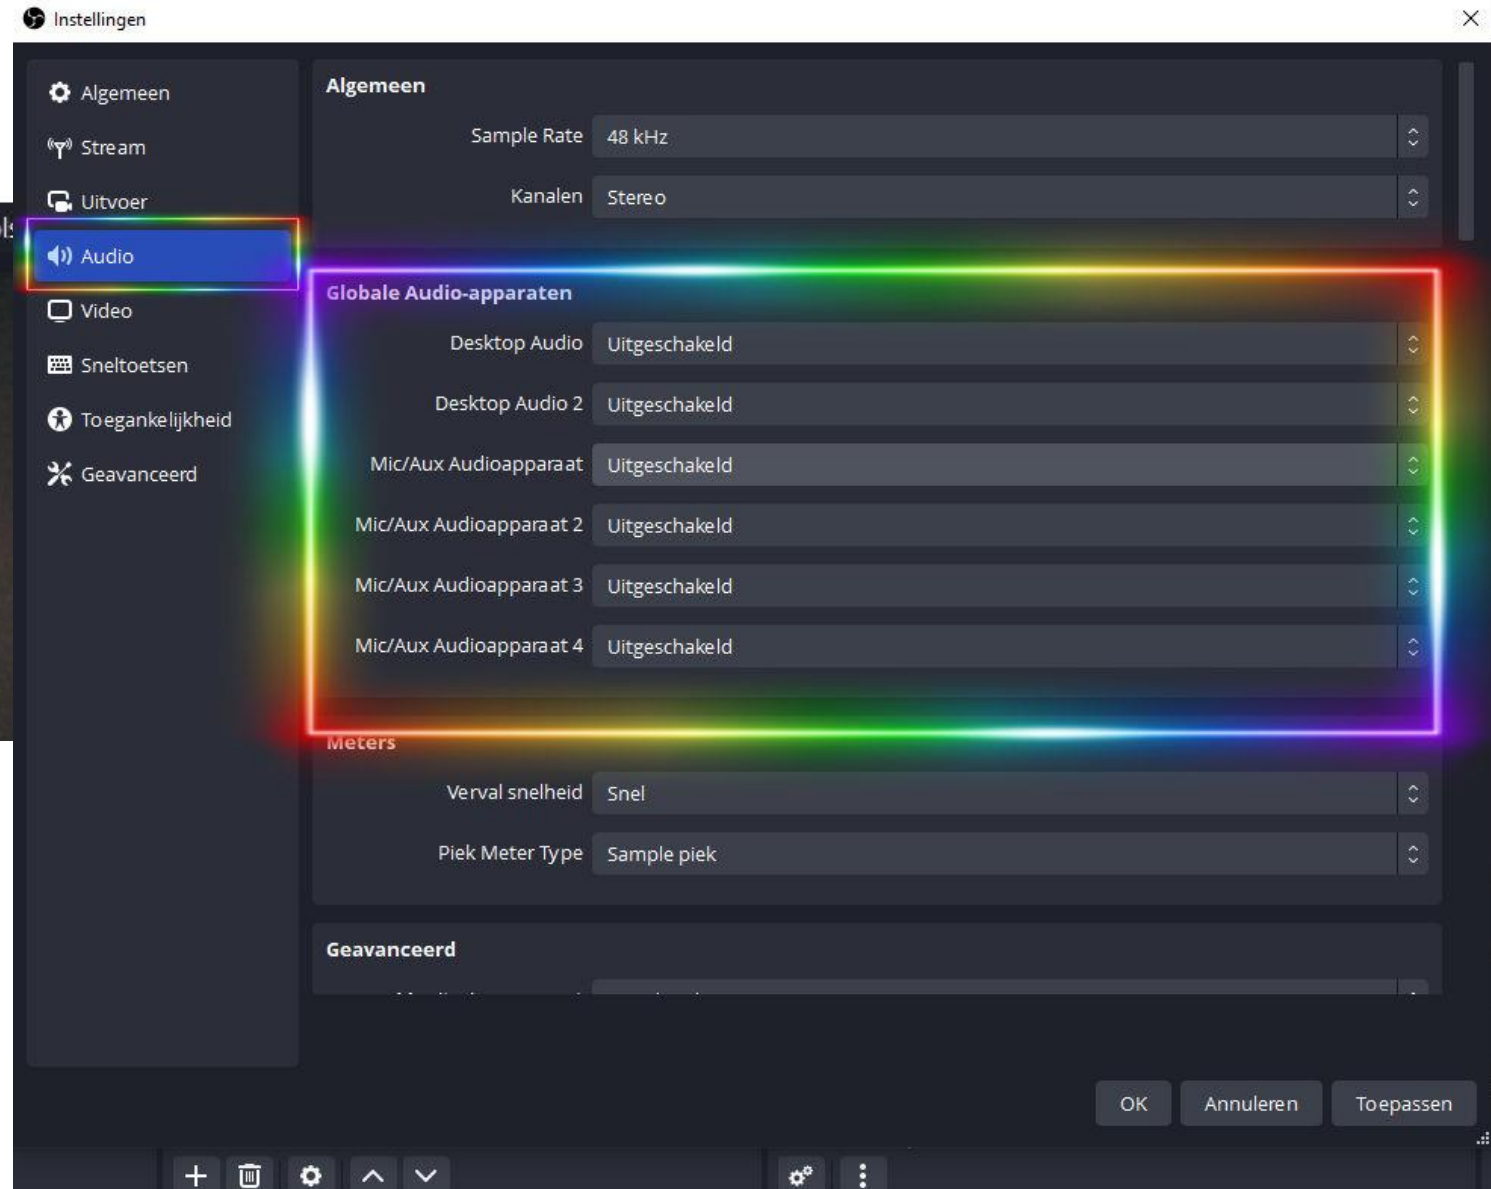 Instellingen
Algemeen
Stream
Uitvoer
Audio
Video
Sneltoetsen
Toegankelijkheid
Geavanceerd
Algemeen
Sample Rate 48 kHz
Kanalen Stereo
Globale Audio-apparaten
Desktop Audio Uitgeschakeld
Desktop Audio 2 Uitgeschakeld
Mic/Aux Audioapparaat Uitgeschakeld
Mic/Aux Audioapparaat 2 Uitgeschakeld
Mic/Aux Audioapparaat 3 Uitgeschakeld
Mic/Aux Audioapparaat 4 Uitgeschakeld
Meters
Verval snelheid Snel
Piek Meter Type Sample piek
Geavanceerd
OK Annuleren Toepassen